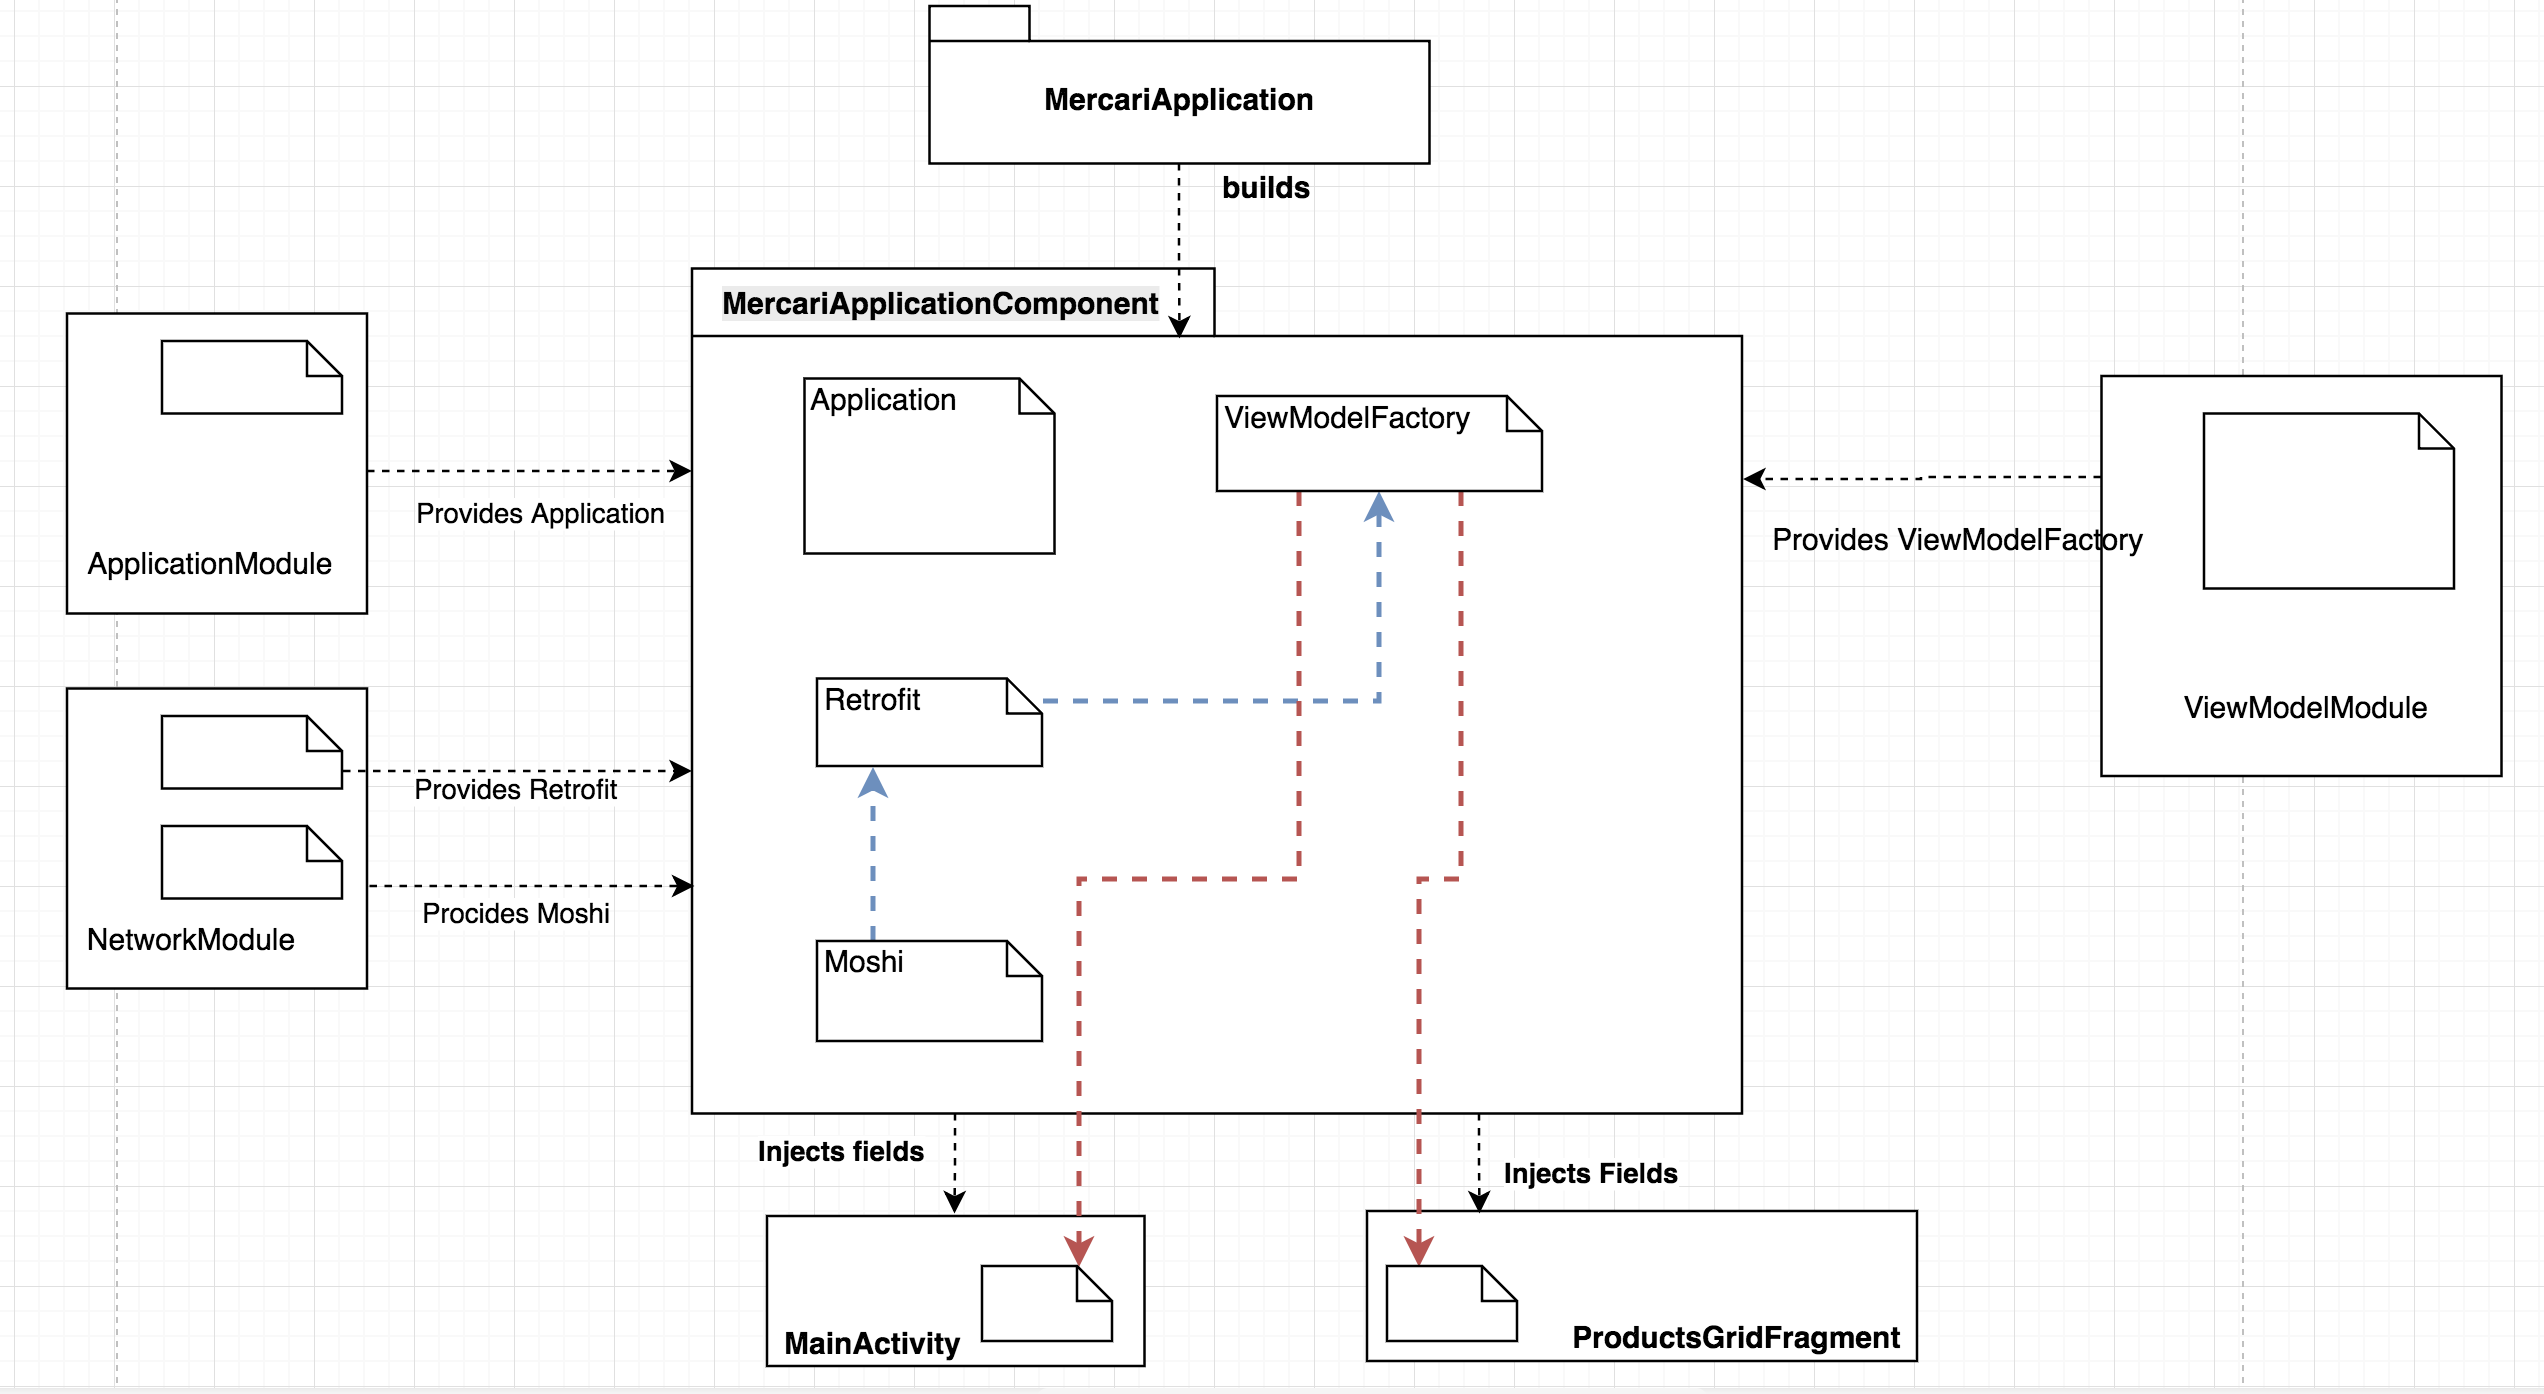 MercariApplication
builds
MercariApplicationComponent
Application
ViewModelFactory
Provides Application
ApplicationModule
Provides ViewModelFactory
ViewModelModule
Retrofit
Provides Retrofit
Procides Moshi
NetworkModule
Moshi
Injects fields
Injects Fields
MainActivity
ProductsGridFragment